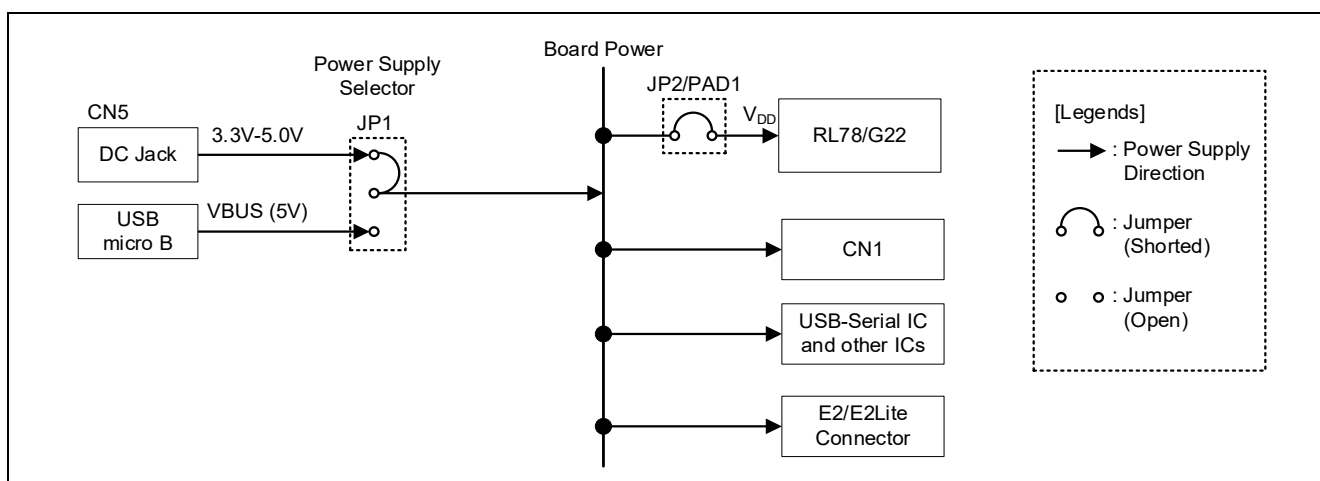 Board Power
Power Supply
Selector
JP1
CN5
DC Jack
3.3V-5.0V
USB
micro B
VBUS (5V)
JP2/PAD1
VDD
RL78/G22
CN1
USB-Serial IC
and other ICs
E2/E2Lite
Connector
[Legends]
: Power Supply
Direction
: Jumper
(Shorted)
: Jumper
(Open)